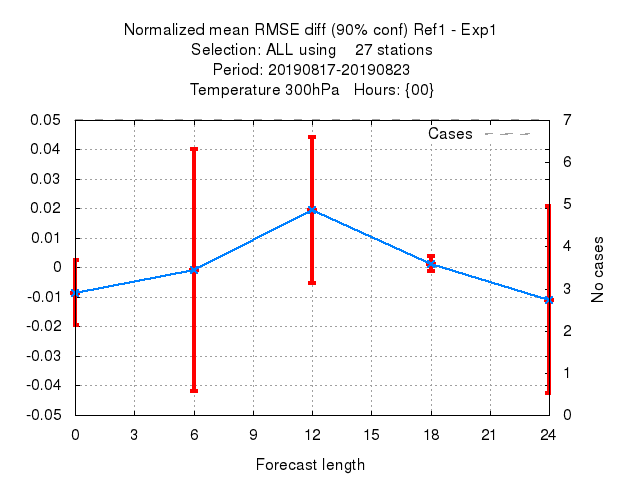 Normalized mean RMSE diff (90% conf) Ref1 - Exp1
Selection: ALL using 27 stations
Period: 20190817-20190823
Temperature 300hPa Hours: {00}
Cases
0.05
0.04
0.03
0.02
0.01
0
-0.01
-0.02
-0.03
-0.04
-0.05
7
6
5
4
3
2
1
0
No cases
0 3 6 9 12 15 18 21 24
Forecast length